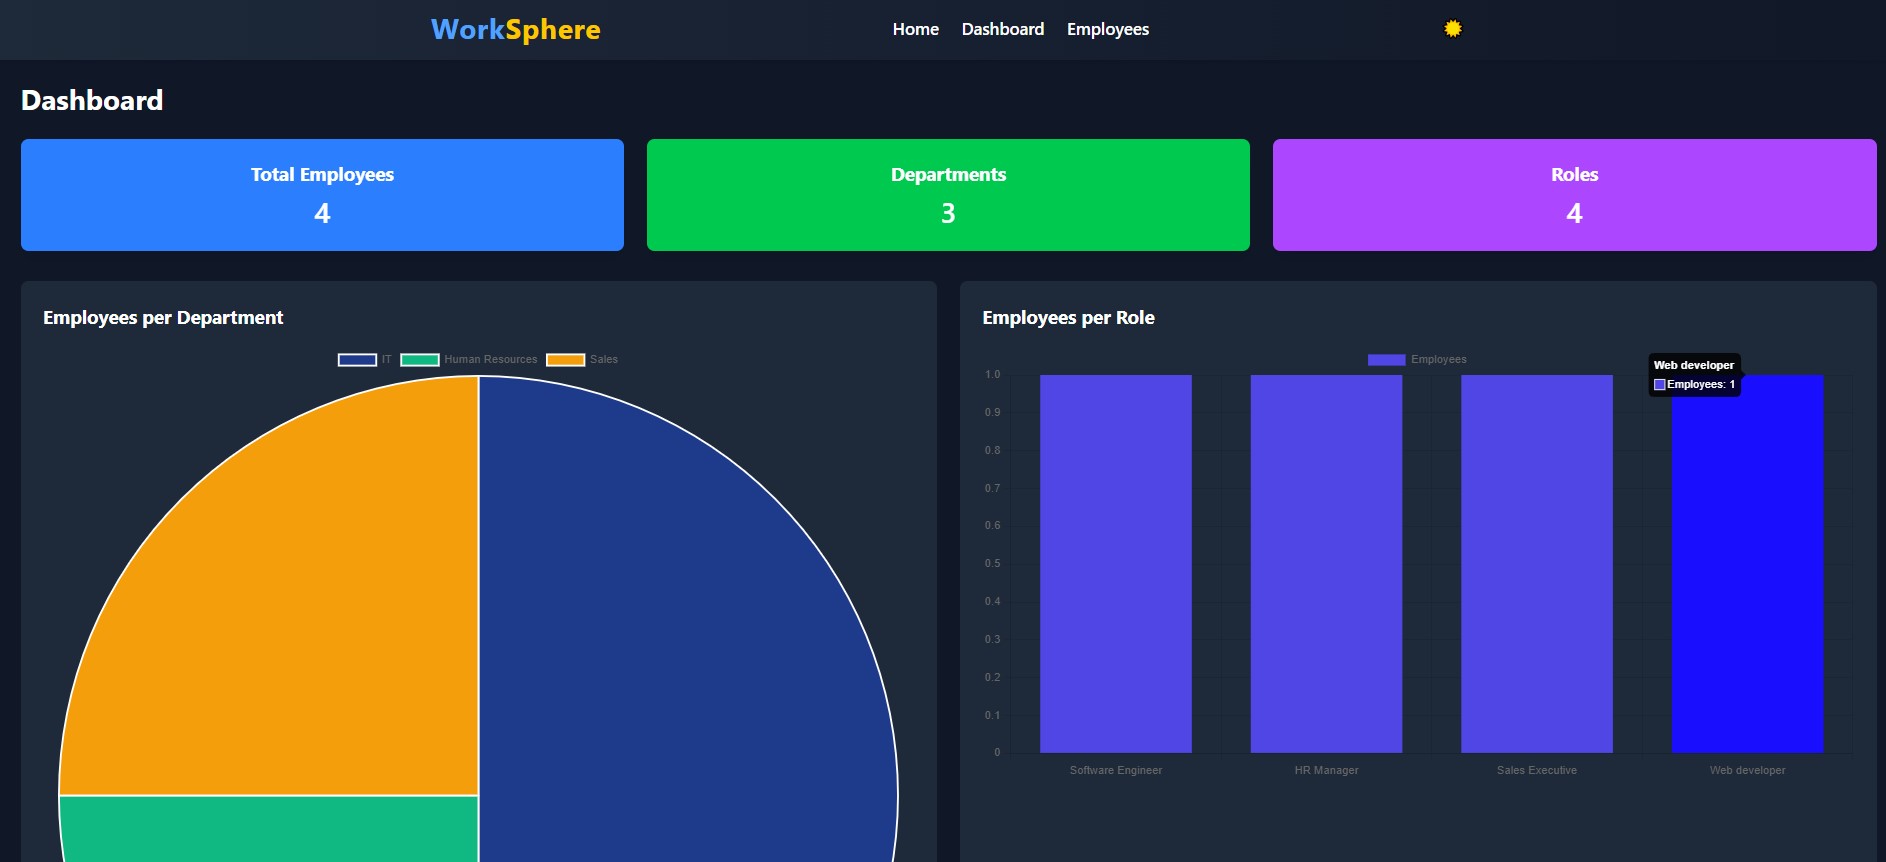 WorkSphere
Home Dashboard Employees
Dashboard
Total Employees
4
Departments
3
Roles
4
Employees per Department
IT Human Resources Sales
Employees per Role
Employees
Web developer
Employees: 1
1.0
0.9
0.8
0.7
0.6
0.5
0.4
0.3
0.2
0.1
0
Software Engineer HR Manager Sales Executive Web developer